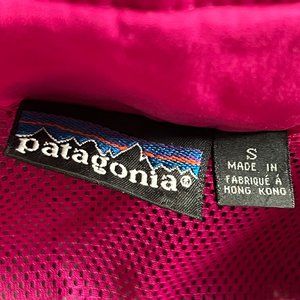 patagonia®
S
MADE IN
FABRIQUÉ À
HONG KONG